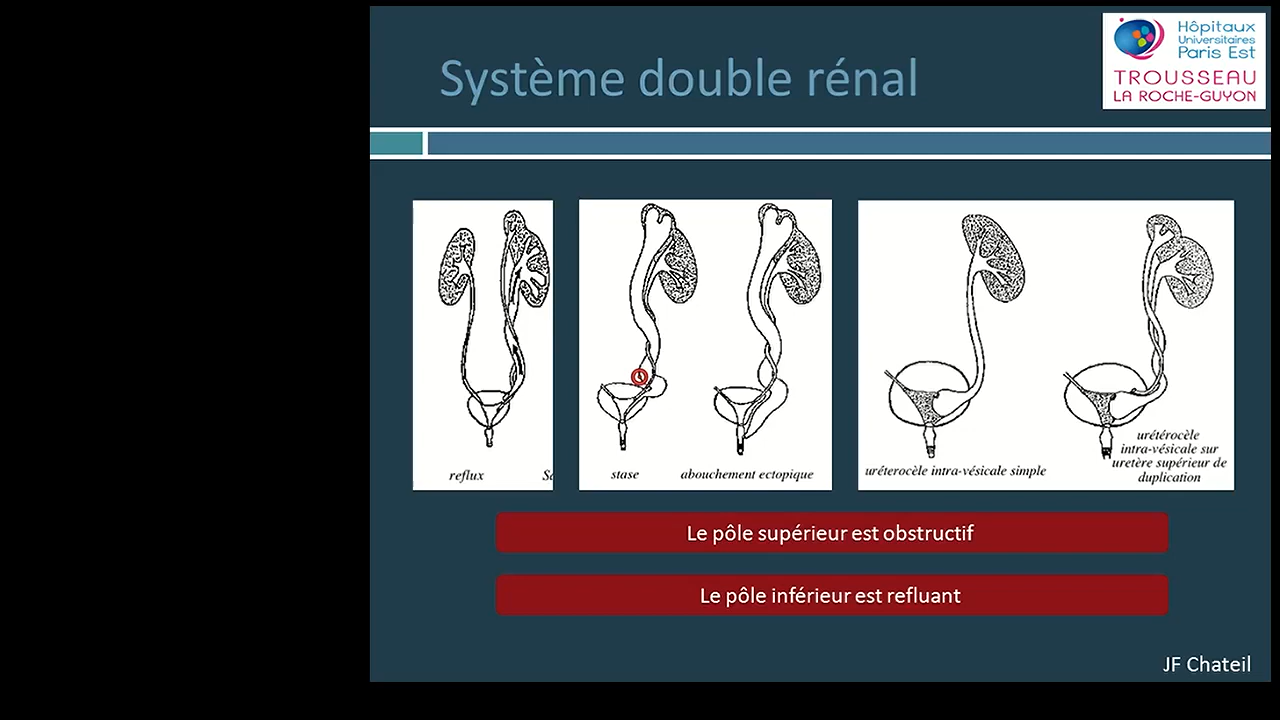 Système double rénal
Hôpitaux
Universitaires
Paris Est
TROUSSEAU
LA ROCHE-GUYON
reflux
stase
abouchement ectopique
uréterocèle intra-vésicale simple
urétérocèle
intra-vésicale sur
uretère supérieur de
duplication
Le pôle supérieur est obstructif
Le pôle inférieur est refluant
JF Chateil